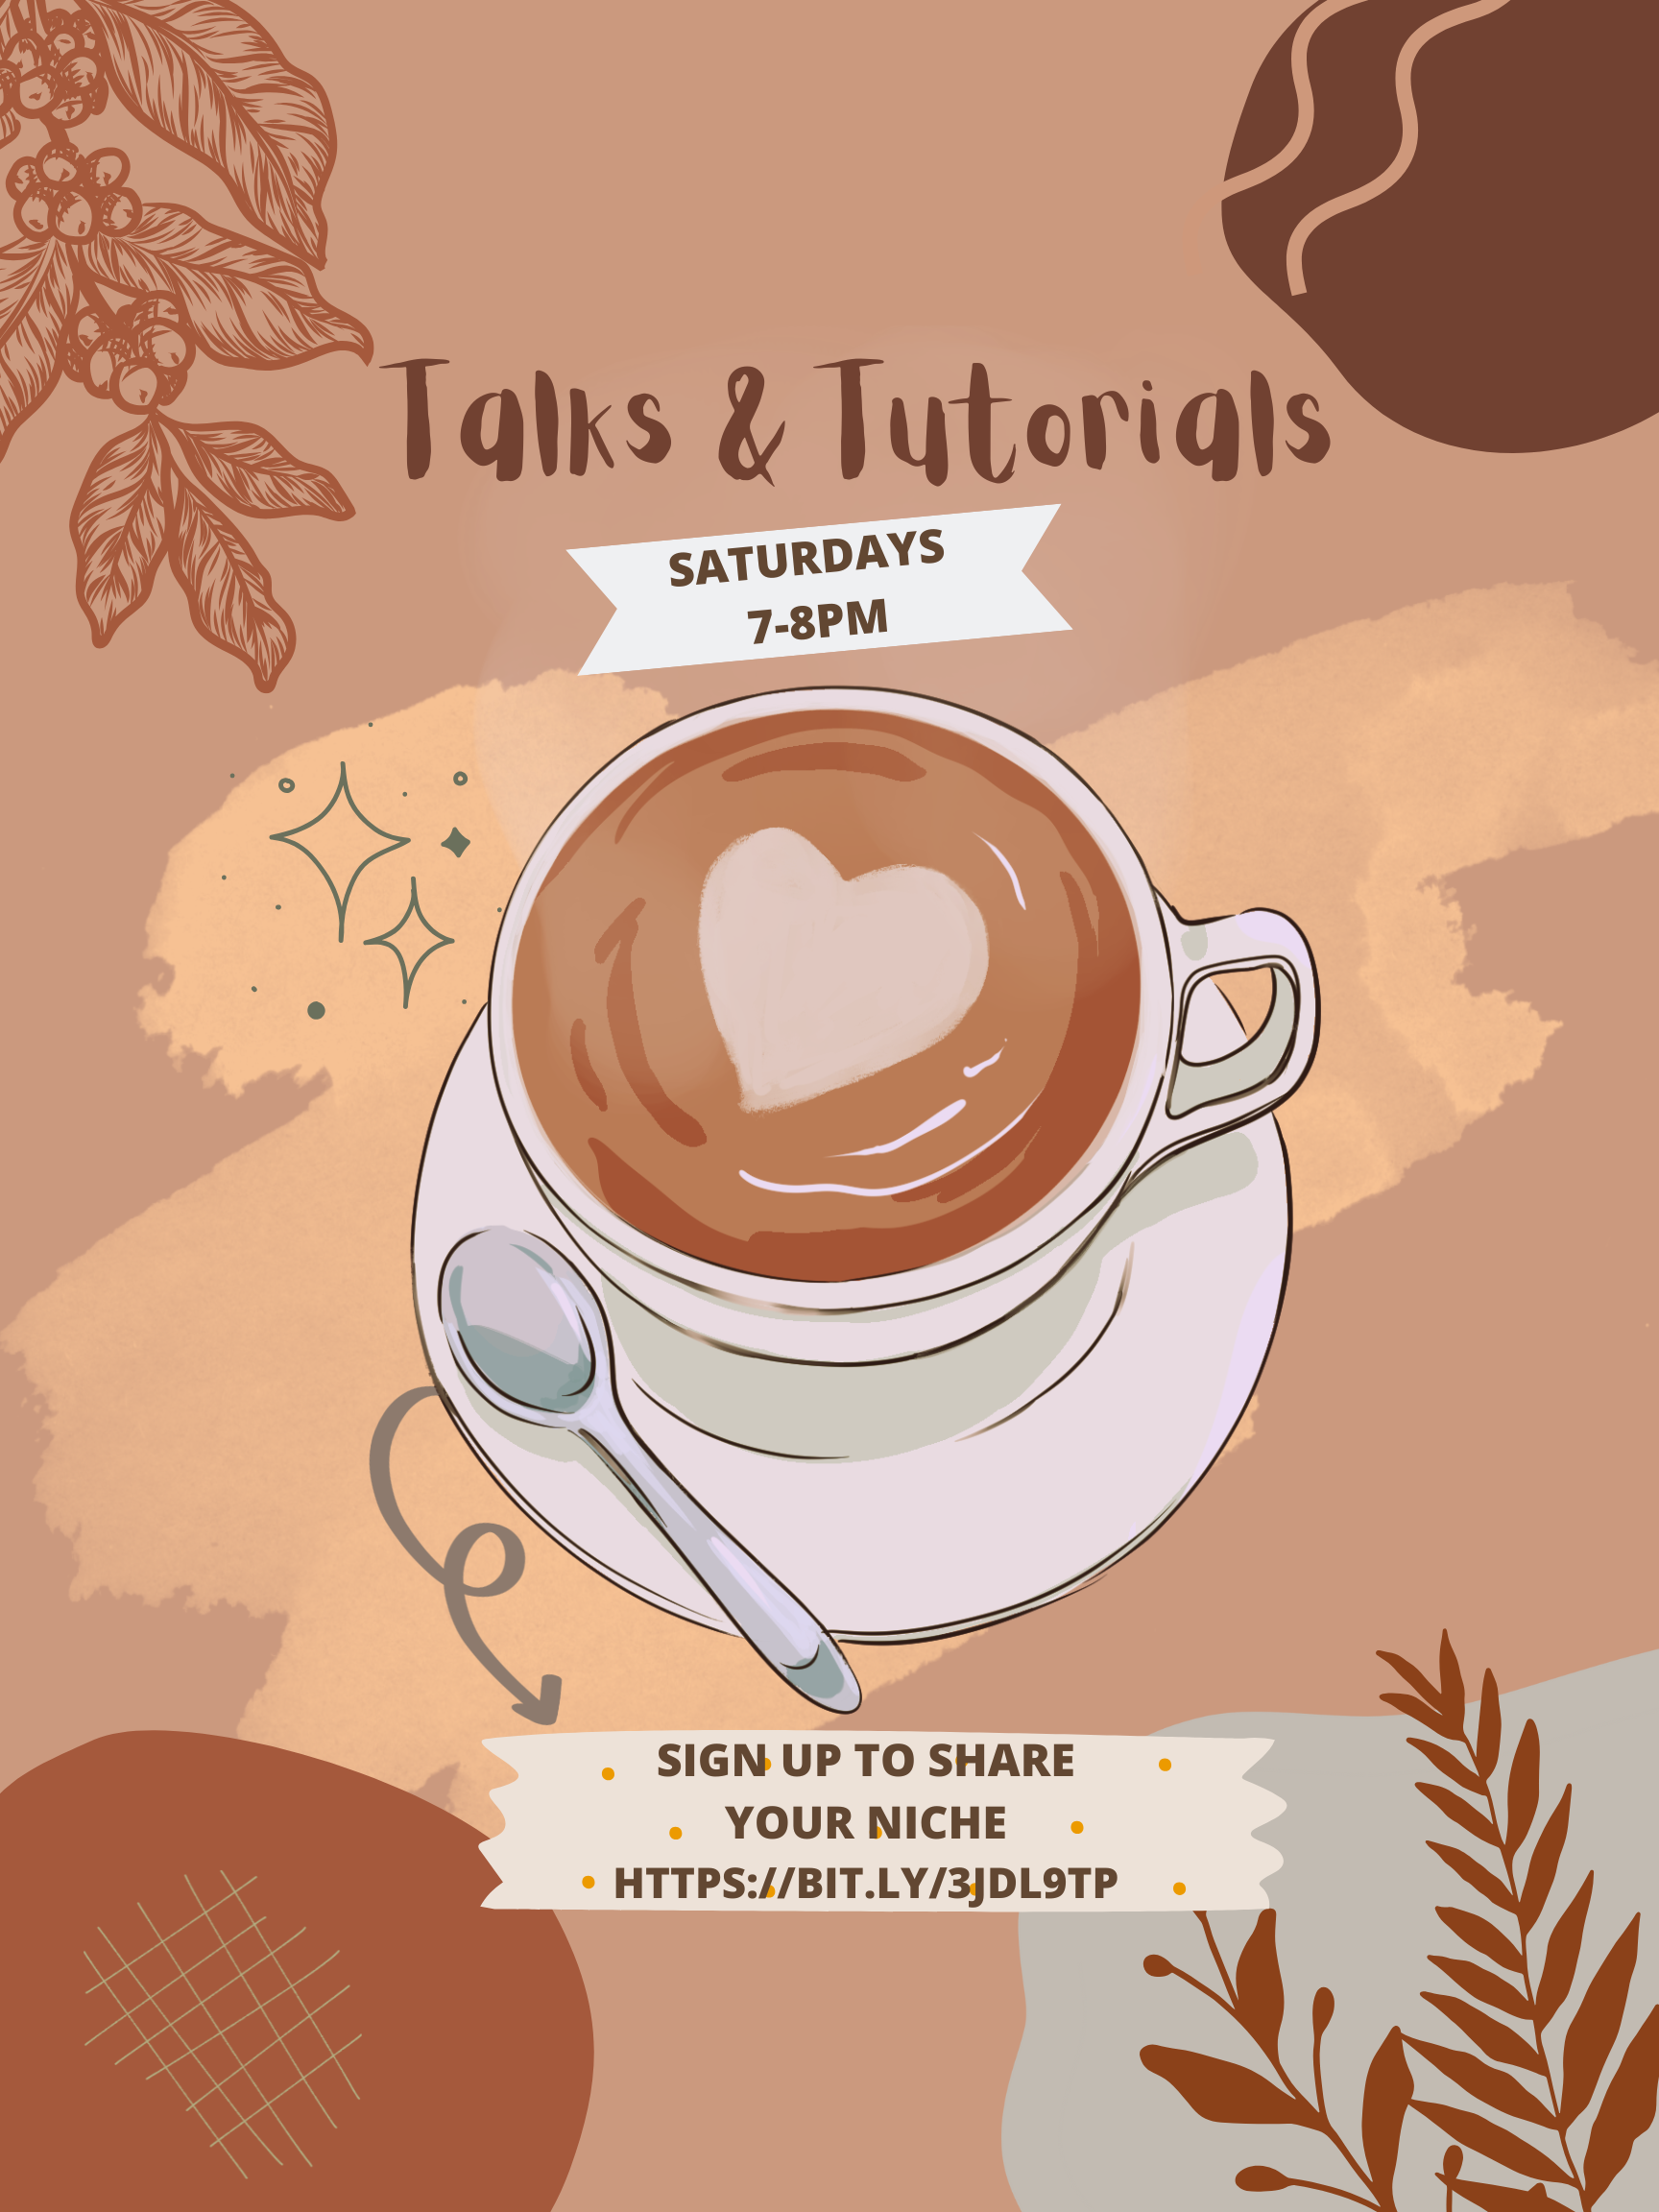 Talks & Tutorials
SATURDAYS
7-8PM
SIGN UP TO SHARE
YOUR NICHE
HTTPS://BIT.LY/3JDL9TP